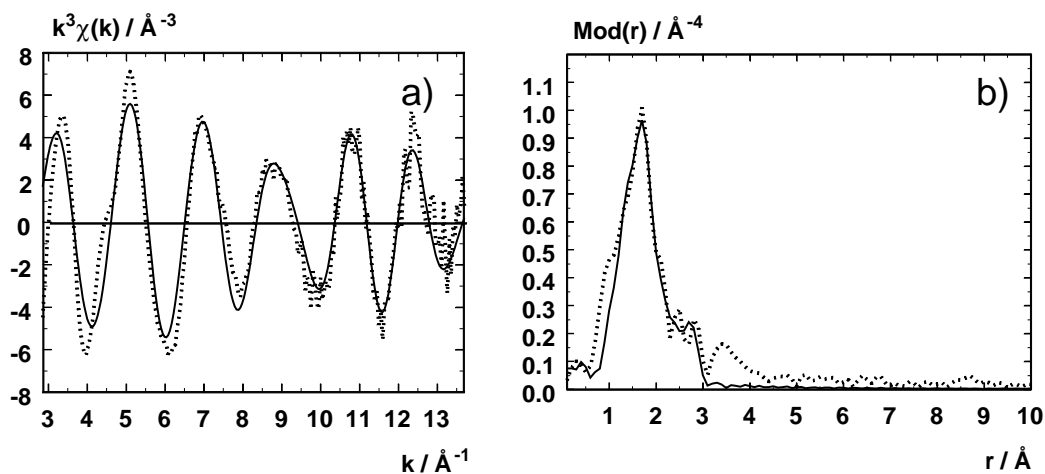 k³χ(k) / Å⁻³
8
6
4
2
0
-2
-4
-6
-8
3 4 5 6 7 8 9 10 11 12 13
k / Å⁻¹
a)
Mod(r) / Å⁻⁴
1.1
1.0
0.9
0.8
0.7
0.6
0.5
0.4
0.3
0.2
0.1
0.0
1 2 3 4 5 6 7 8 9 10
r / Å
b)